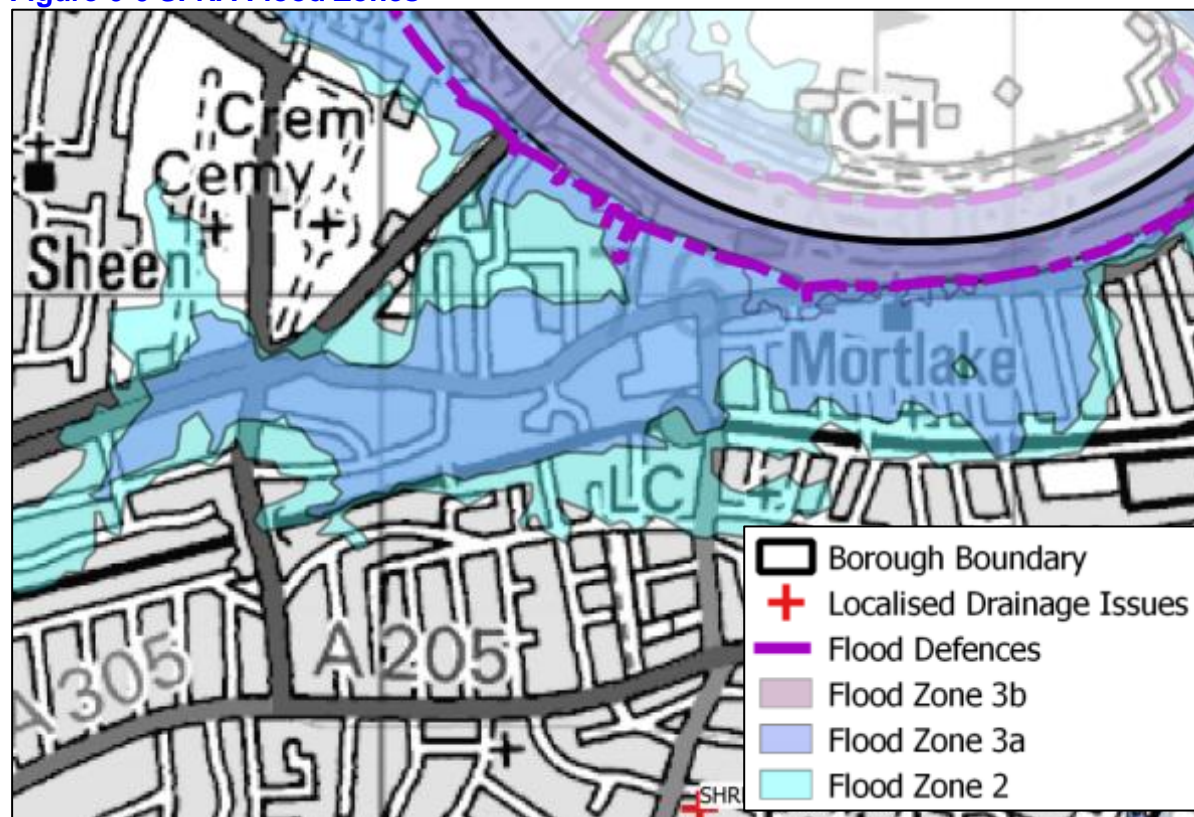 Crem
Cemy
CH
Sheen
Mortlake
LC
A 205
A 305
Borough Boundary
Localised Drainage Issues
Flood Defences
Flood Zone 3b
Flood Zone 3a
Flood Zone 2